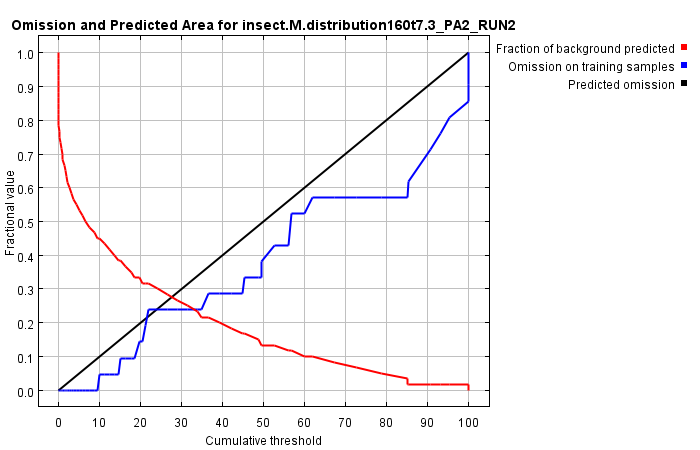 Omission and Predicted Area for insect.M.distribution160t7.3_PA2_RUN2
Fraction of background predicted
Omission on training samples
Predicted omission
Fractional value
1.0
0.9
0.8
0.7
0.6
0.5
0.4
0.3
0.2
0.1
0.0
0 10 20 30 40 50 60 70 80 90 100
Cumulative threshold